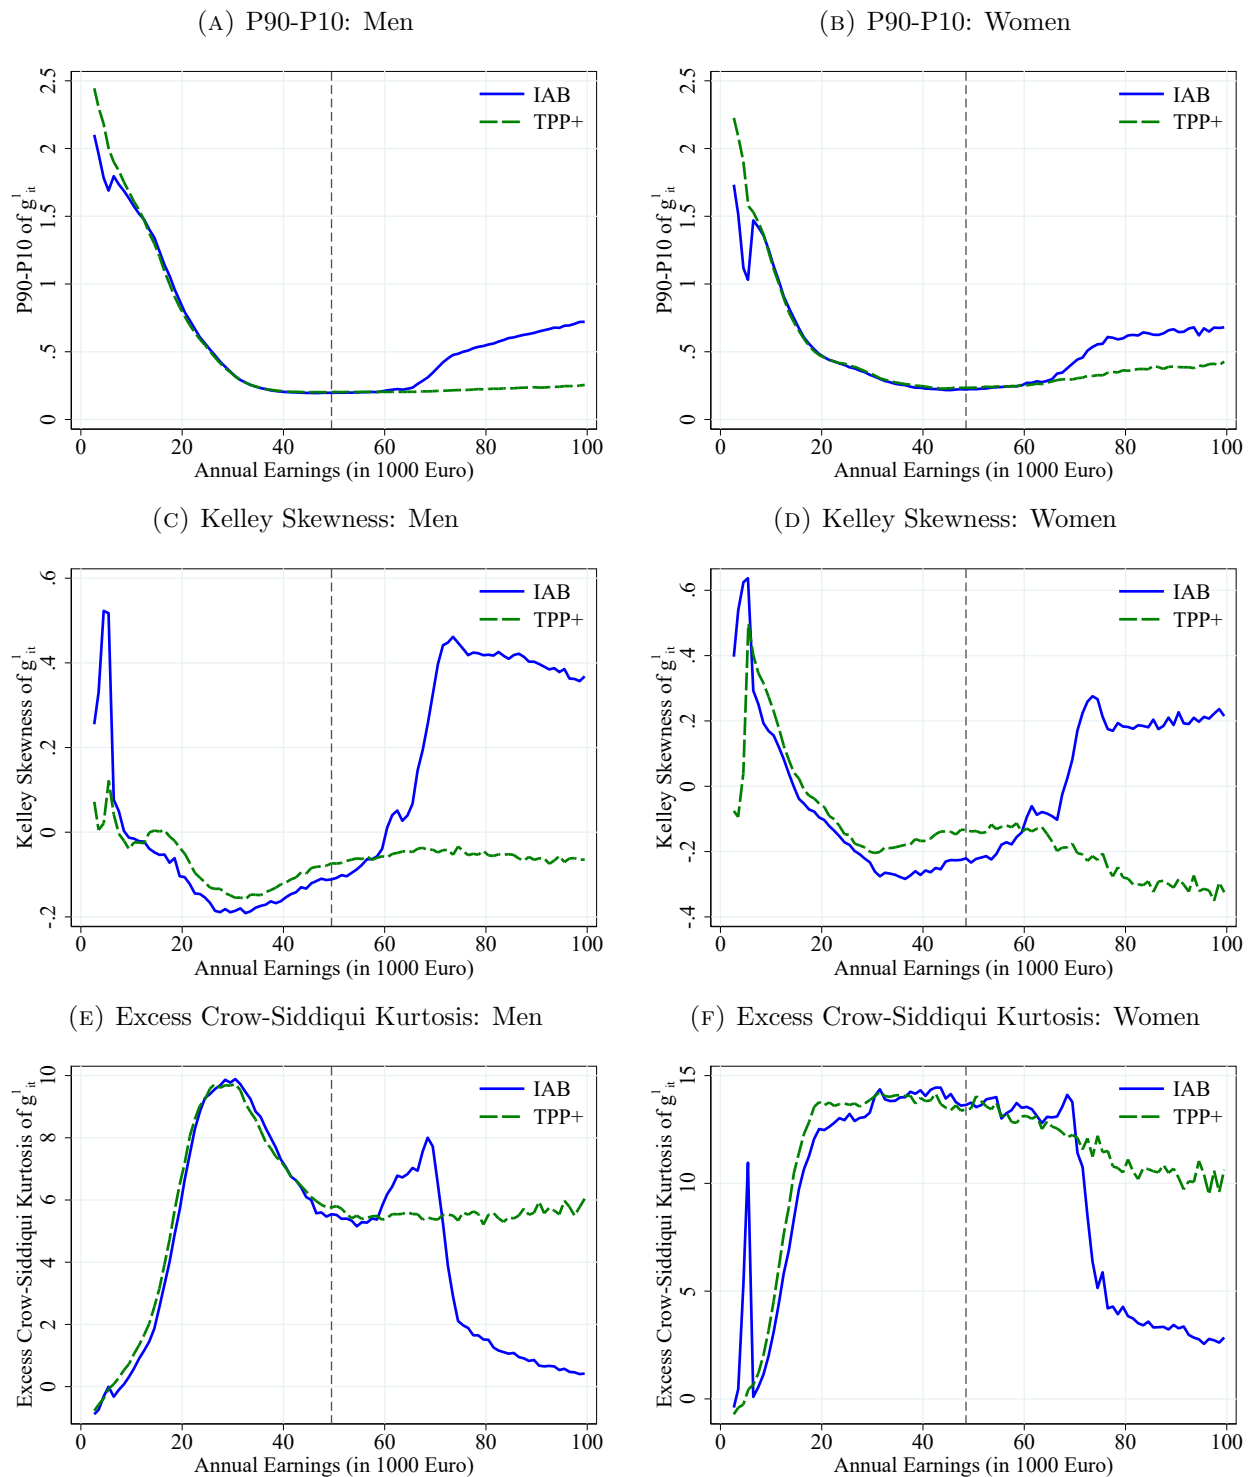 (A) P90-P10: Men
P90-P10 of g¹ᵢₜ
2.5
2
1.5
1
.5
0
IAB
TPP+
0 20 40 60 80 100
Annual Earnings (in 1000 Euro)
(B) P90-P10: Women
P90-P10 of g¹ᵢₜ
2.5
2
1.5
1
.5
0
IAB
TPP+
0 20 40 60 80 100
Annual Earnings (in 1000 Euro)
(C) Kelley Skewness: Men
Kelley Skewness of g¹ᵢₜ
.6
.4
.2
0
-.2
IAB
TPP+
0 20 40 60 80 100
Annual Earnings (in 1000 Euro)
(D) Kelley Skewness: Women
Kelley Skewness of g¹ᵢₜ
.6
.4
.2
0
-.2
-.4
IAB
TPP+
0 20 40 60 80 100
Annual Earnings (in 1000 Euro)
(E) Excess Crow-Siddiqui Kurtosis: Men
Excess Crow-Siddiqui Kurtosis of g¹ᵢₜ
10
8
6
4
2
0
IAB
TPP+
0 20 40 60 80 100
Annual Earnings (in 1000 Euro)
(F) Excess Crow-Siddiqui Kurtosis: Women
Excess Crow-Siddiqui Kurtosis of g¹ᵢₜ
15
10
5
0
IAB
TPP+
0 20 40 60 80 100
Annual Earnings (in 1000 Euro)